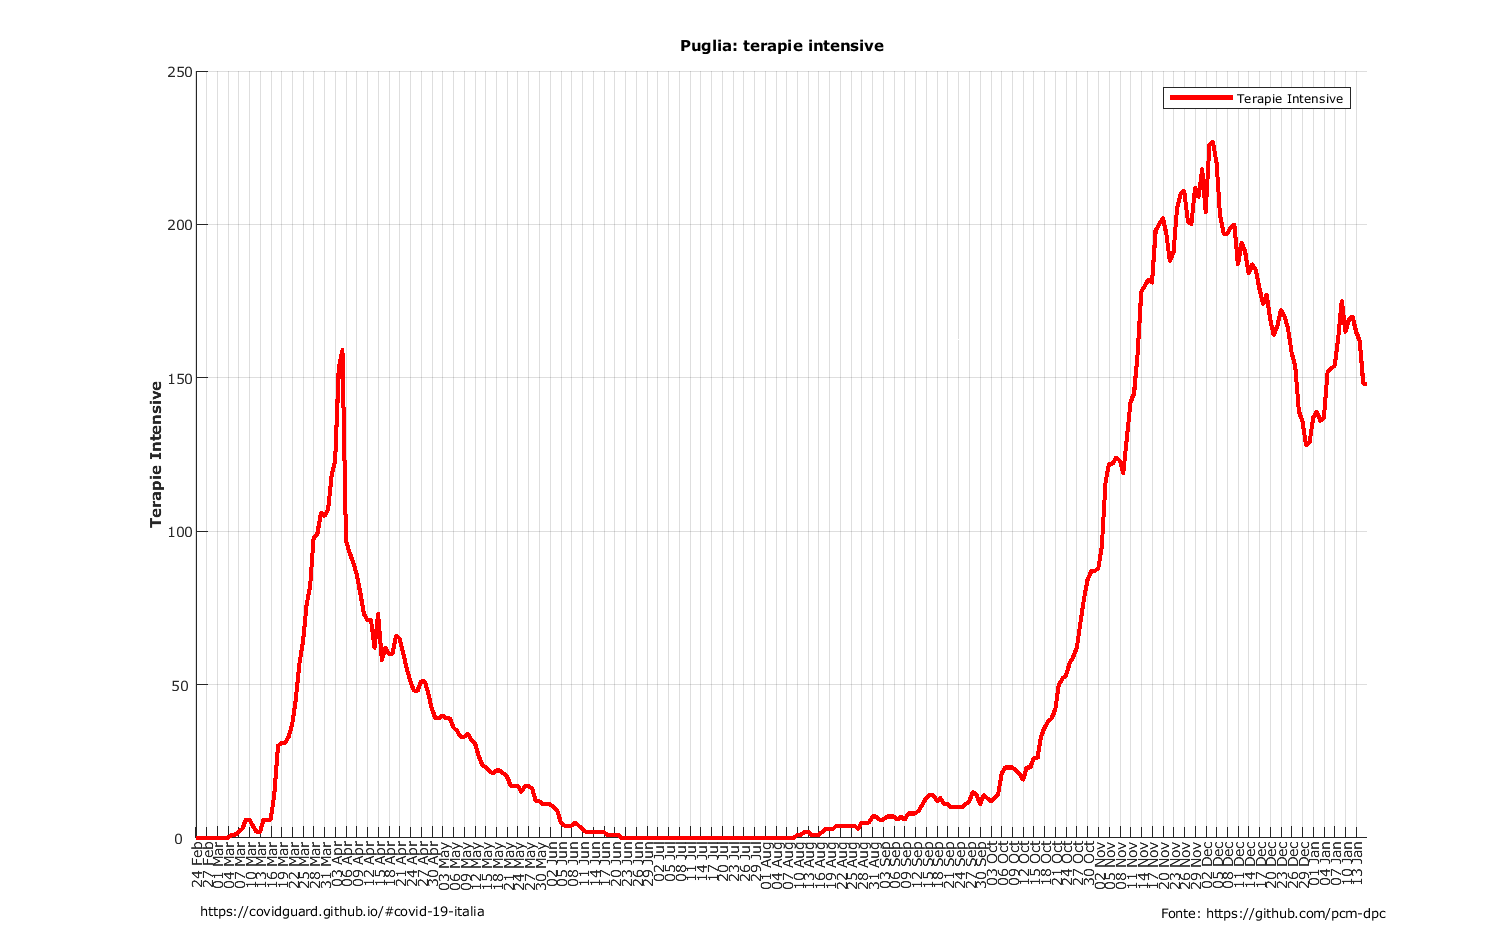 Puglia: terapie intensive
Terapie Intensive
250
200
150
100
50
0
Terapie Intensive
24 Feb
27 Feb
01 Mar
04 Mar
07 Mar
10 Mar
13 Mar
16 Mar
19 Mar
22 Mar
25 Mar
28 Mar
31 Mar
03 Apr
06 Apr
09 Apr
12 Apr
15 Apr
18 Apr
21 Apr
24 Apr
27 Apr
30 Apr
03 May
06 May
09 May
12 May
15 May
18 May
21 May
24 May
27 May
30 May
02 Jun
05 Jun
08 Jun
11 Jun
14 Jun
17 Jun
20 Jun
23 Jun
26 Jun
29 Jun
02 Jul
05 Jul
08 Jul
11 Jul
14 Jul
17 Jul
20 Jul
23 Jul
26 Jul
29 Jul
01 Aug
04 Aug
07 Aug
10 Aug
13 Aug
16 Aug
19 Aug
22 Aug
25 Aug
28 Aug
31 Aug
03 Sep
06 Sep
09 Sep
12 Sep
15 Sep
18 Sep
21 Sep
24 Sep
27 Sep
30 Sep
03 Oct
06 Oct
09 Oct
12 Oct
15 Oct
18 Oct
21 Oct
24 Oct
27 Oct
30 Oct
02 Nov
05 Nov
08 Nov
11 Nov
14 Nov
17 Nov
20 Nov
23 Nov
26 Nov
29 Nov
02 Dec
05 Dec
08 Dec
11 Dec
14 Dec
17 Dec
20 Dec
23 Dec
26 Dec
29 Dec
01 Jan
04 Jan
07 Jan
10 Jan
13 Jan
https://covidguard.github.io/#covid-19-italia
Fonte: https://github.com/pcm-dpc